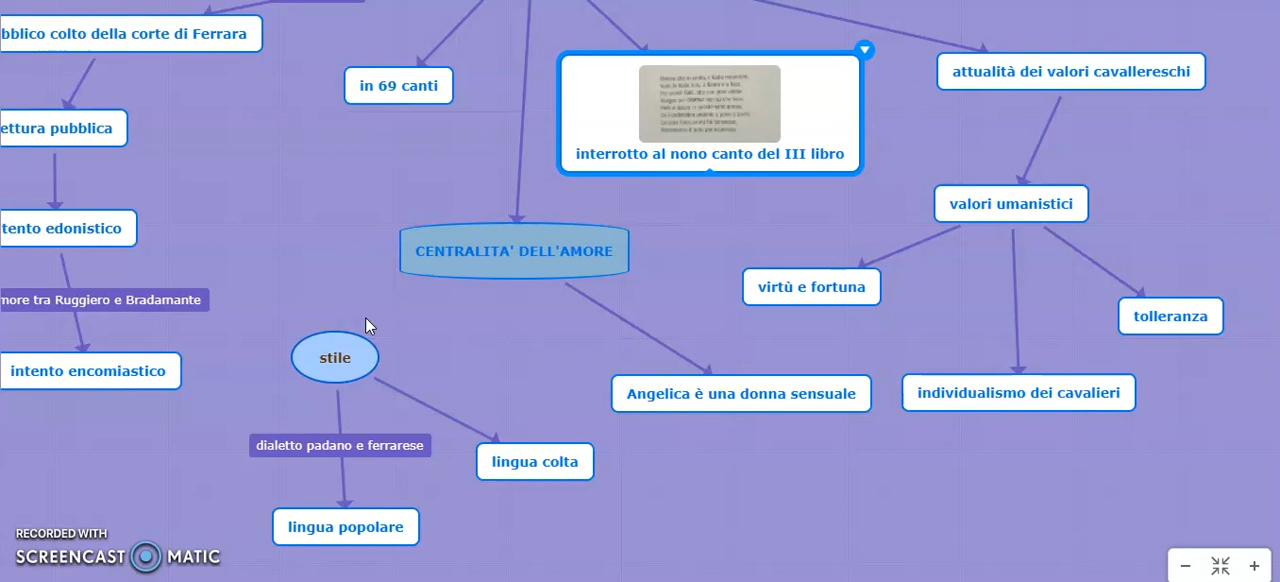 bblico colto della corte di Ferrara
in 69 canti
interrotto al nono canto del III libro
attualità dei valori cavallereschi
ettura pubblica
valori umanistici
tento edonistico
CENTRALITA' DELL'AMORE
virtù e fortuna
more tra Ruggiero e Bradamante
tolleranza
stile
intento encomiastico
Angelica è una donna sensuale
individualismo dei cavalieri
dialetto padano e ferrarese
lingua colta
lingua popolare
RECORDED WITH
SCREENCAST MATIC